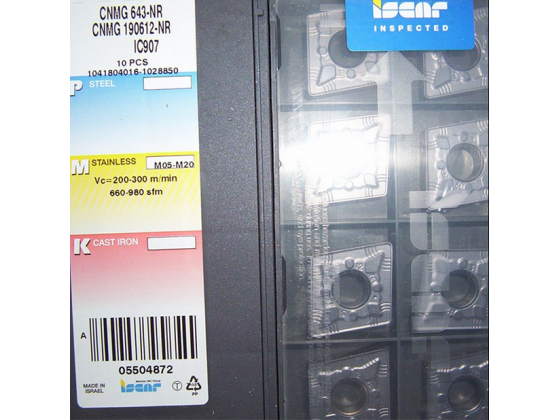 CNMG 643-NR
CNMG 190612-NR
IC907
10 PCS
1041804016-1028850
P STEEL
M STAINLESS M05-M20
Vc=200-300 m/min
660-980 sfm
K CAST IRON
A
05504872
MADE IN
ISRAEL
iscar
PP
iscar
INSPECTED